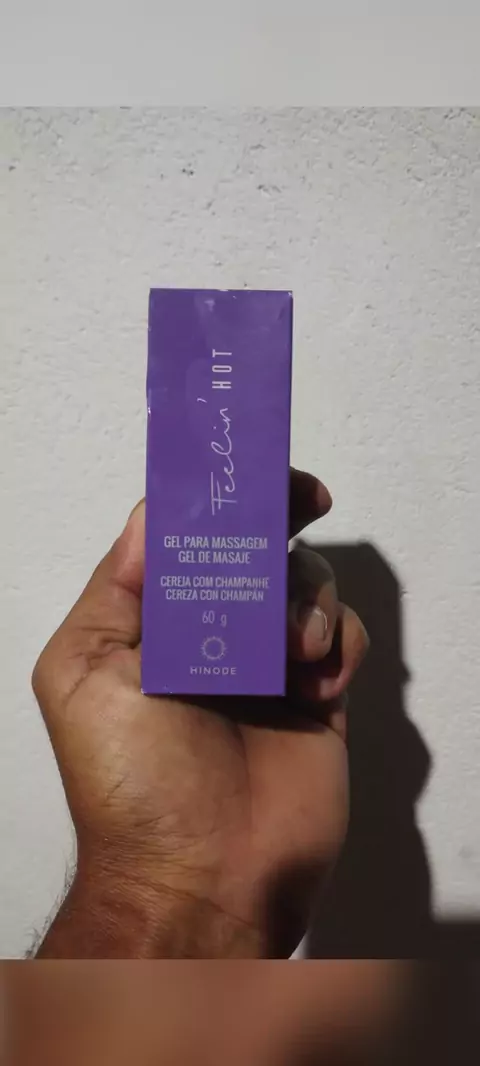 Feelin' HOT
GEL PARA MASSAGEM
GEL DE MASAJE
CEREJA COM CHAMPANHE
CEREZA CON CHAMPÁN
60 g
HINODE